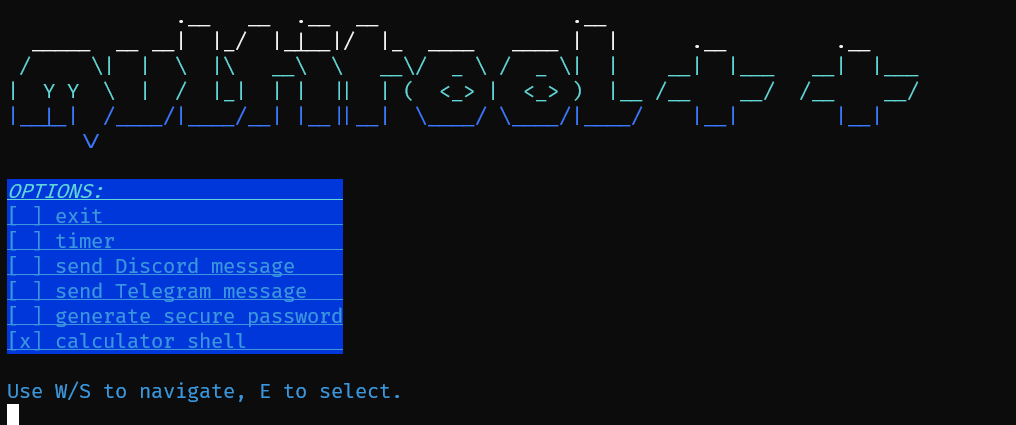 multitool++
OPTIONS:
[ ] exit
[ ] timer
[ ] send Discord message
[ ] send Telegram message
[ ] generate secure password
[x] calculator shell
Use W/S to navigate, E to select.